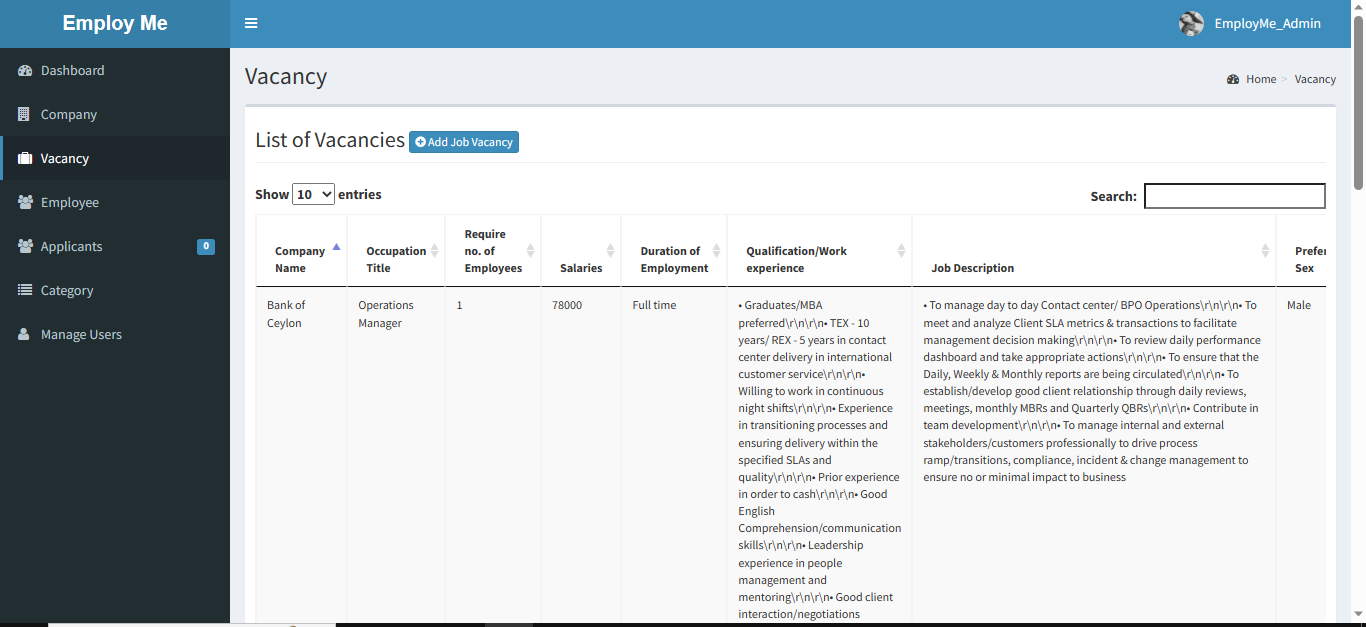 Employ Me
EmployMe_Admin
Dashboard
Company
Vacancy
Employee
Applicants 0
Category
Manage Users
Vacancy
Home > Vacancy
List of Vacancies Add Job Vacancy
Show 10 entries
Search:
Company
Name
Occupation
Title
Require
no. of
Employees
Salaries
Duration of
Employment
Qualification/Work
experience
Job Description
Prefer
Sex
Bank of
Ceylon
Operations
Manager
1
78000
Full time
• Graduates/MBA
preferred\r\n\r\n• TEX - 10
years/ REX - 5 years in contact
center delivery in international
customer service\r\n\r\n•
Willing to work in continuous
night shifts\r\n\r\n• Experience
in transitioning processes and
ensuring delivery within the
specified SLAs and
quality\r\n\r\n• Prior experience
in order to cash\r\n\r\n• Good
English
Comprehension/communication
skills\r\n\r\n• Leadership
experience in people
management and
mentoring\r\n\r\n• Good client
interaction/negotiations
• To manage day to day Contact center/ BPO Operations\r\n\r\n• To
meet and analyze Client SLA metrics & transactions to facilitate
management decision making\r\n\r\n• To review daily performance
dashboard and take appropriate actions\r\n\r\n• To ensure that the
Daily, Weekly & Monthly reports are being circulated\r\n\r\n• To
establish/develop good client relationship through daily reviews,
meetings, monthly MBRs and Quarterly QBRs\r\n\r\n• Contribute in
team development\r\n\r\n• To manage internal and external
stakeholders/customers professionally to drive process
ramp/transitions, compliance, incident & change management to
ensure no or minimal impact to business
Male